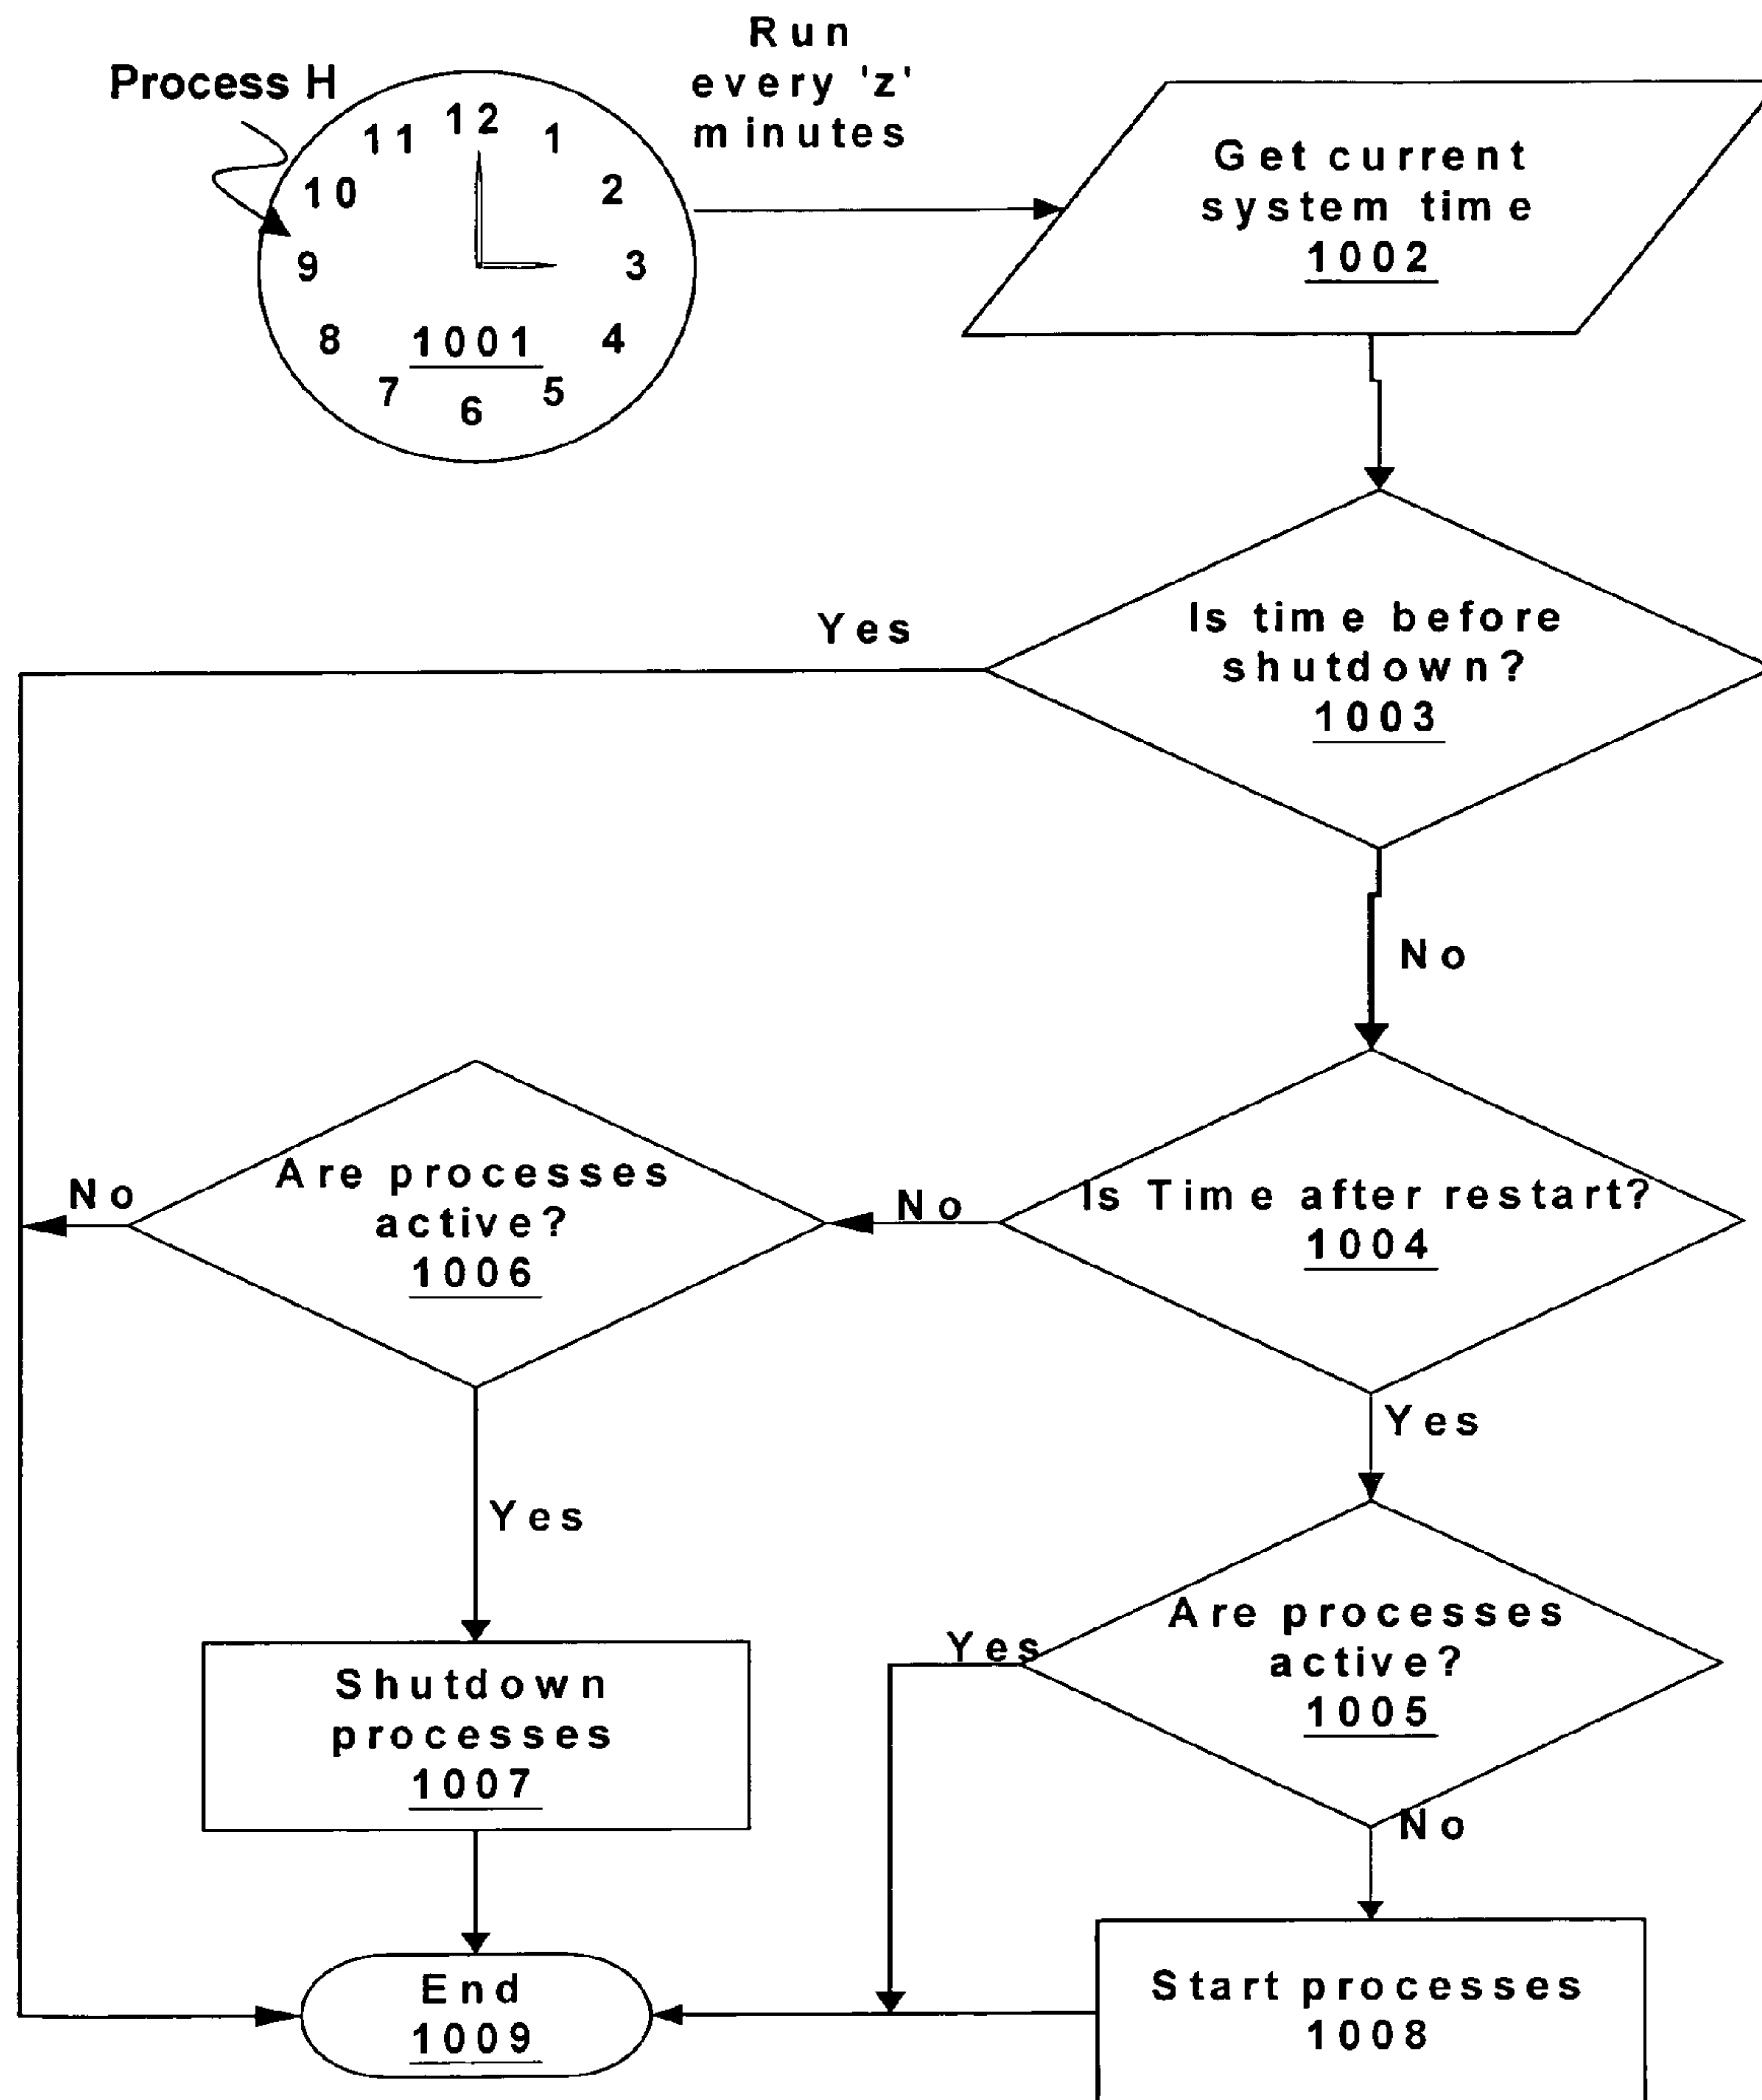 Process H
12
11
1
10
2
9
3
8
4
1001
7
5
6
Run
every 'z'
minutes
Get current
system time
1002
Is time before
shutdown?
1003
Yes
No
Is Time after restart?
1004
No
Are processes
active?
1006
No
Yes
Yes
Are processes
active?
1005
Yes
No
Shutdown
processes
1007
Start processes
1008
End
1009